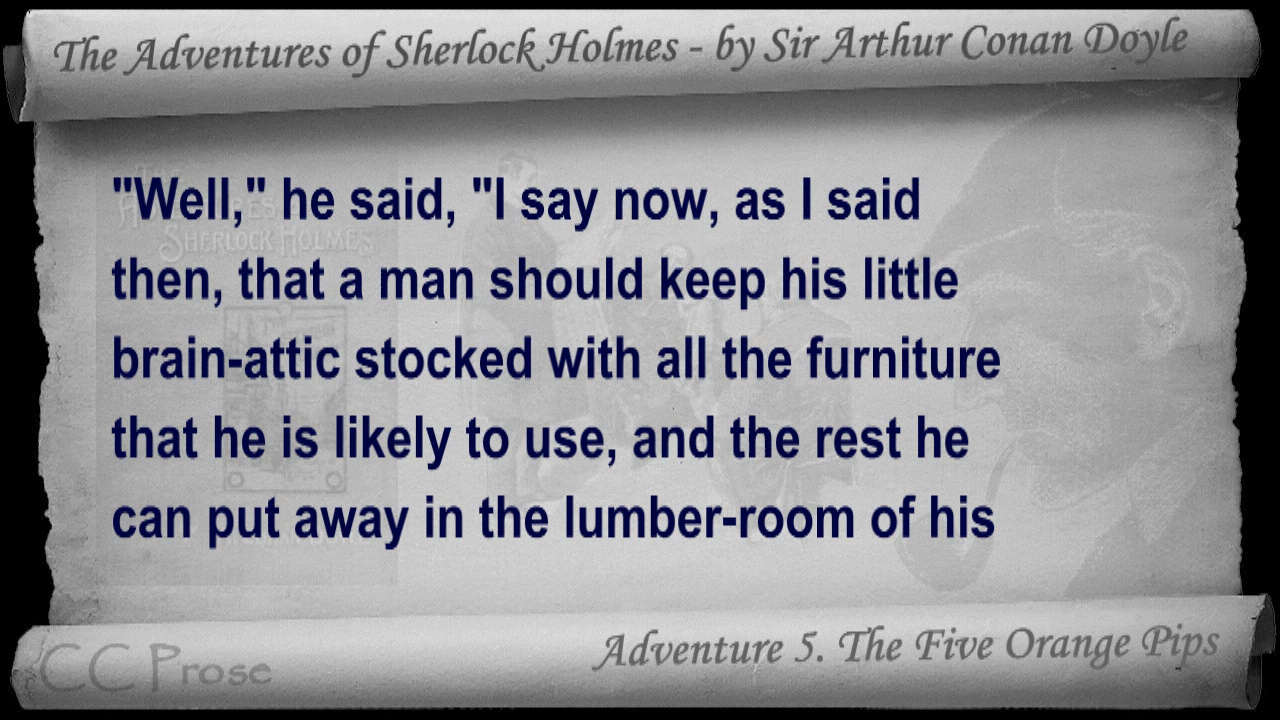 The Adventures of Sherlock Holmes - by Sir Arthur Conan Doyle
SHERLOCK HOLMES
"Well," he said, "I say now, as I said
then, that a man should keep his little
brain-attic stocked with all the furniture
that he is likely to use, and the rest he
can put away in the lumber-room of his
Adventure 5. The Five Orange Pips
CC Prose